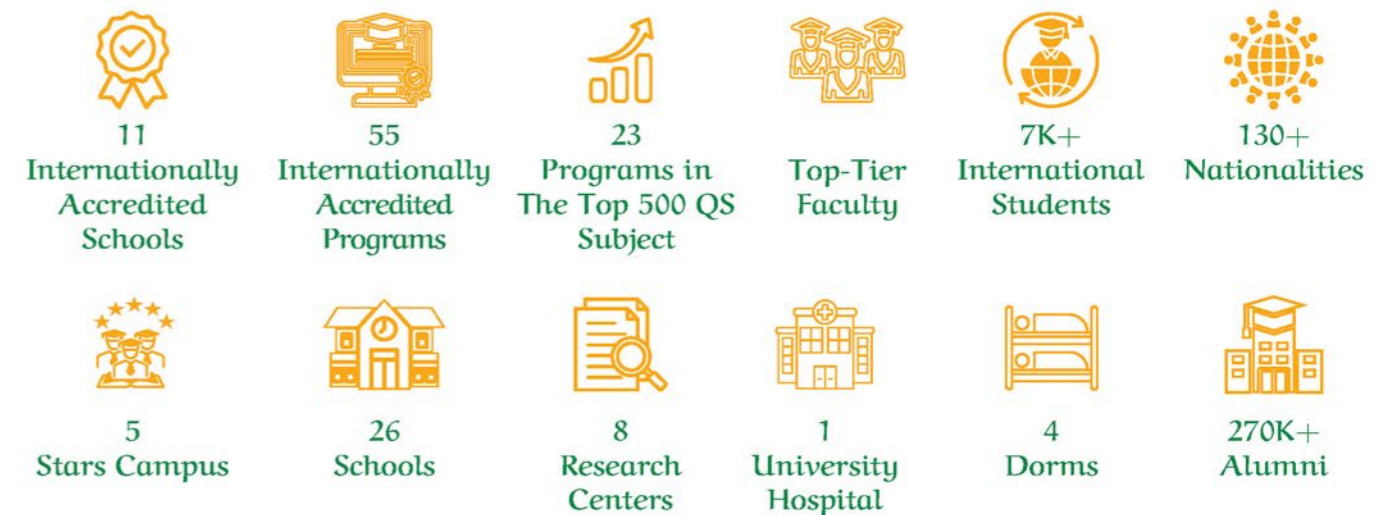 11
Internationally
Accredited
Schools
55
Internationally
Accredited
Programs
23
Programs in
The Top 500 QS
Subject
Top-Tier
Faculty
7K+
International
Students
130+
Nationalities
5
Stars Campus
26
Schools
8
Research
Centers
1
University
Hospital
4
Dorms
270K+
Alumni